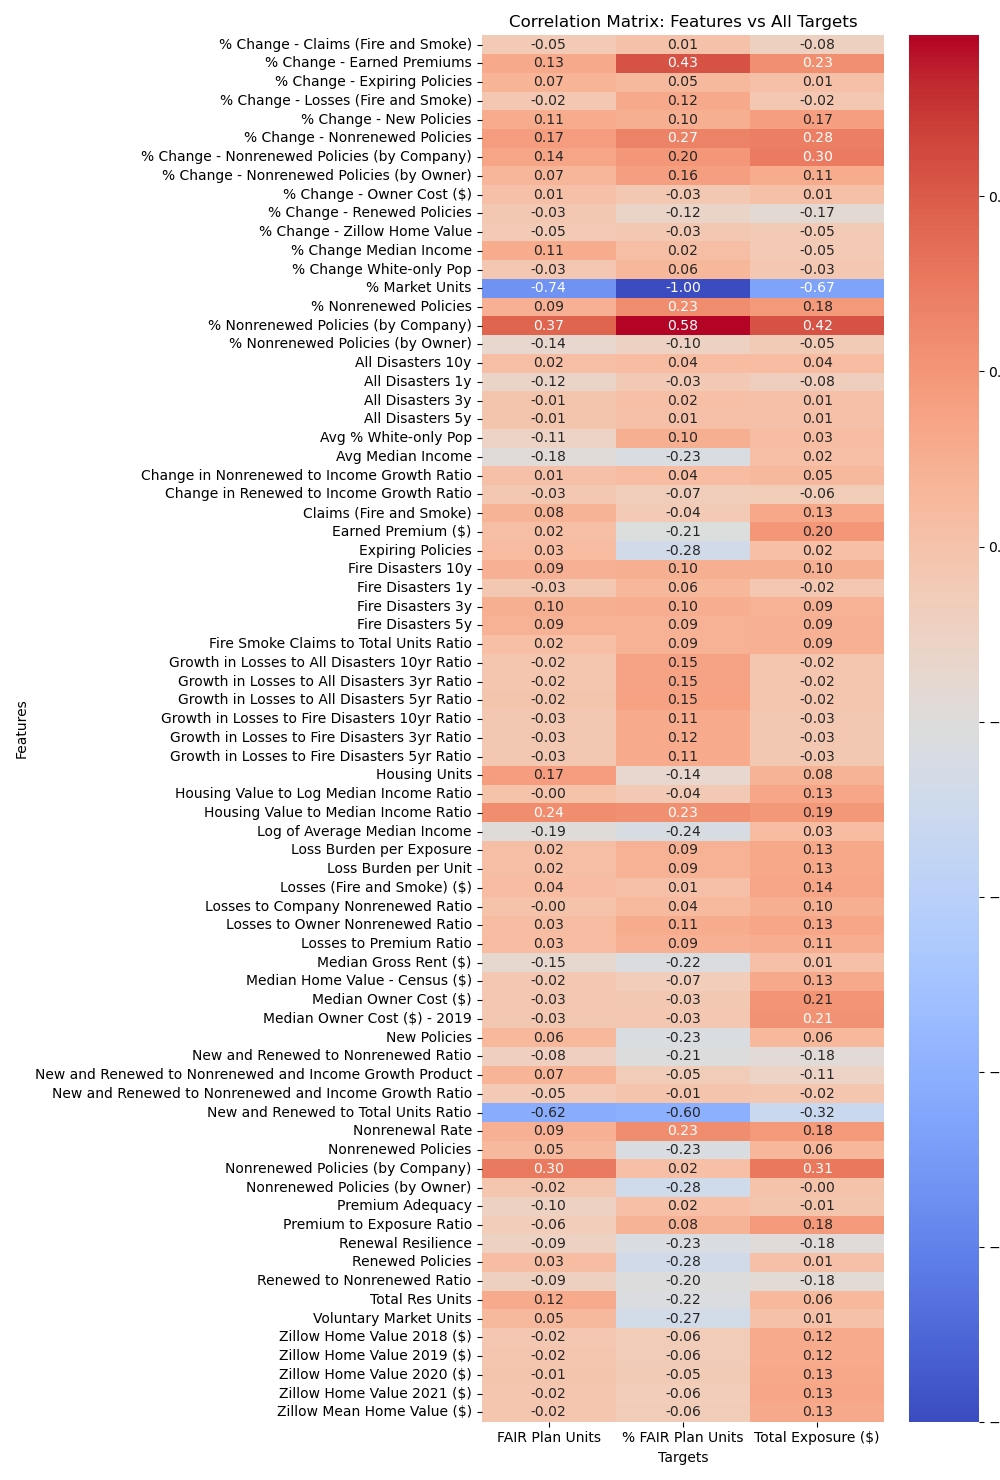 Correlation Matrix: Features vs All Targets
% Change - Claims (Fire and Smoke) -0.05 0.01 -0.08
% Change - Earned Premiums 0.13 0.43 0.23
% Change - Expiring Policies 0.07 0.05 0.01
% Change - Losses (Fire and Smoke) -0.02 0.12 -0.02
% Change - New Policies 0.11 0.10 0.17
% Change - Nonrenewed Policies 0.17 0.27 0.28
% Change - Nonrenewed Policies (by Company) 0.14 0.20 0.30
% Change - Nonrenewed Policies (by Owner) 0.07 0.16 0.11
% Change - Owner Cost ($) 0.01 -0.03 0.01
% Change - Renewed Policies -0.03 -0.12 -0.17
% Change - Zillow Home Value -0.05 -0.03 -0.05
% Change Median Income 0.11 0.02 -0.05
% Change White-only Pop -0.03 0.06 -0.03
% Market Units -0.74 -1.00 -0.67
% Nonrenewed Policies 0.09 0.23 0.18
% Nonrenewed Policies (by Company) 0.37 0.58 0.42
% Nonrenewed Policies (by Owner) -0.14 -0.10 -0.05
All Disasters 10y 0.02 0.04 0.04
All Disasters 1y -0.12 -0.03 -0.08
All Disasters 3y -0.01 0.02 0.01
All Disasters 5y -0.01 0.01 0.01
Avg % White-only Pop -0.11 0.10 0.03
Avg Median Income -0.18 -0.23 0.02
Change in Nonrenewed to Income Growth Ratio 0.01 0.04 0.05
Change in Renewed to Income Growth Ratio -0.03 -0.07 -0.06
Claims (Fire and Smoke) 0.08 -0.04 0.13
Earned Premium ($) 0.02 -0.21 0.20
Expiring Policies 0.03 -0.28 0.02
Fire Disasters 10y 0.09 0.10 0.10
Fire Disasters 1y -0.03 0.06 -0.02
Fire Disasters 3y 0.10 0.10 0.09
Fire Disasters 5y 0.09 0.09 0.09
Fire Smoke Claims to Total Units Ratio 0.02 0.09 0.09
Growth in Losses to All Disasters 10yr Ratio -0.02 0.15 -0.02
Growth in Losses to All Disasters 3yr Ratio -0.02 0.15 -0.02
Growth in Losses to All Disasters 5yr Ratio -0.02 0.15 -0.02
Growth in Losses to Fire Disasters 10yr Ratio -0.03 0.11 -0.03
Growth in Losses to Fire Disasters 3yr Ratio -0.03 0.12 -0.03
Growth in Losses to Fire Disasters 5yr Ratio -0.03 0.11 -0.03
Housing Units 0.17 -0.14 0.08
Housing Value to Log Median Income Ratio -0.00 -0.04 0.13
Housing Value to Median Income Ratio 0.24 0.23 0.19
Log of Average Median Income -0.19 -0.24 0.03
Loss Burden per Exposure 0.02 0.09 0.13
Loss Burden per Unit 0.02 0.09 0.13
Losses (Fire and Smoke) ($) 0.04 0.01 0.14
Losses to Company Nonrenewed Ratio -0.00 0.04 0.10
Losses to Owner Nonrenewed Ratio 0.03 0.11 0.13
Losses to Premium Ratio 0.03 0.09 0.11
Median Gross Rent ($) -0.15 -0.22 0.01
Median Home Value - Census ($) -0.02 -0.07 0.13
Median Owner Cost ($) -0.03 -0.03 0.21
Median Owner Cost ($) - 2019 -0.03 -0.03 0.21
New Policies 0.06 -0.23 0.06
New and Renewed to Nonrenewed Ratio -0.08 -0.21 -0.18
New and Renewed to Nonrenewed and Income Growth Product 0.07 -0.05 -0.11
New and Renewed to Nonrenewed and Income Growth Ratio -0.05 -0.01 -0.02
New and Renewed to Total Units Ratio -0.62 -0.60 -0.32
Nonrenewal Rate 0.09 0.23 0.18
Nonrenewed Policies 0.05 -0.23 0.06
Nonrenewed Policies (by Company) 0.30 0.02 0.31
Nonrenewed Policies (by Owner) -0.02 -0.28 -0.00
Premium Adequacy -0.10 0.02 -0.01
Premium to Exposure Ratio -0.06 0.08 0.18
Renewal Resilience -0.09 -0.23 -0.18
Renewed Policies 0.03 -0.28 0.01
Renewed to Nonrenewed Ratio -0.09 -0.20 -0.18
Total Res Units 0.12 -0.22 0.06
Voluntary Market Units 0.05 -0.27 0.01
Zillow Home Value 2018 ($) -0.02 -0.06 0.12
Zillow Home Value 2019 ($) -0.02 -0.06 0.12
Zillow Home Value 2020 ($) -0.01 -0.05 0.13
Zillow Home Value 2021 ($) -0.02 -0.06 0.13
Zillow Mean Home Value ($) -0.02 -0.06 0.13
Features
FAIR Plan Units % FAIR Plan Units Total Exposure ($)
Targets